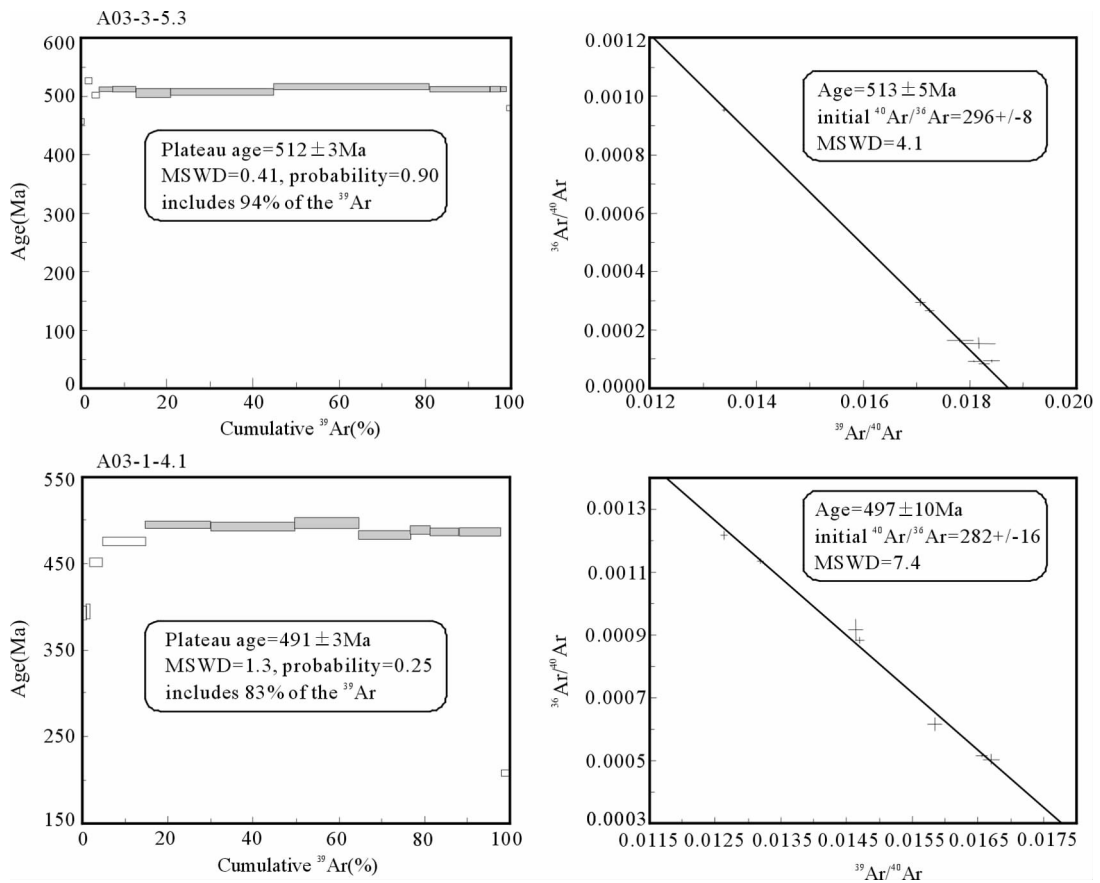 A03-3-5.3
600
500
400
300
200
100
0
Age(Ma)
Plateau age=512±3Ma
MSWD=0.41, probability=0.90
includes 94% of the ³⁹Ar
0 20 40 60 80 100
Cumulative ³⁹Ar(%)
0.0012
0.0010
0.0008
0.0006
0.0004
0.0002
0.0000
³⁶Ar/⁴⁰Ar
Age=513±5Ma
initial ⁴⁰Ar/³⁶Ar=296+/-8
MSWD=4.1
0.012 0.014 0.016 0.018 0.020
³⁹Ar/⁴⁰Ar
A03-1-4.1
550
450
350
250
150
Age(Ma)
Plateau age=491±3Ma
MSWD=1.3, probability=0.25
includes 83% of the ³⁹Ar
0 20 40 60 80 100
Cumulative ³⁹Ar(%)
0.0013
0.0011
0.0009
0.0007
0.0005
0.0003
³⁶Ar/⁴⁰Ar
Age=497±10Ma
initial ⁴⁰Ar/³⁶Ar=282+/-16
MSWD=7.4
0.0115 0.0125 0.0135 0.0145 0.0155 0.0165 0.0175
³⁹Ar/⁴⁰Ar